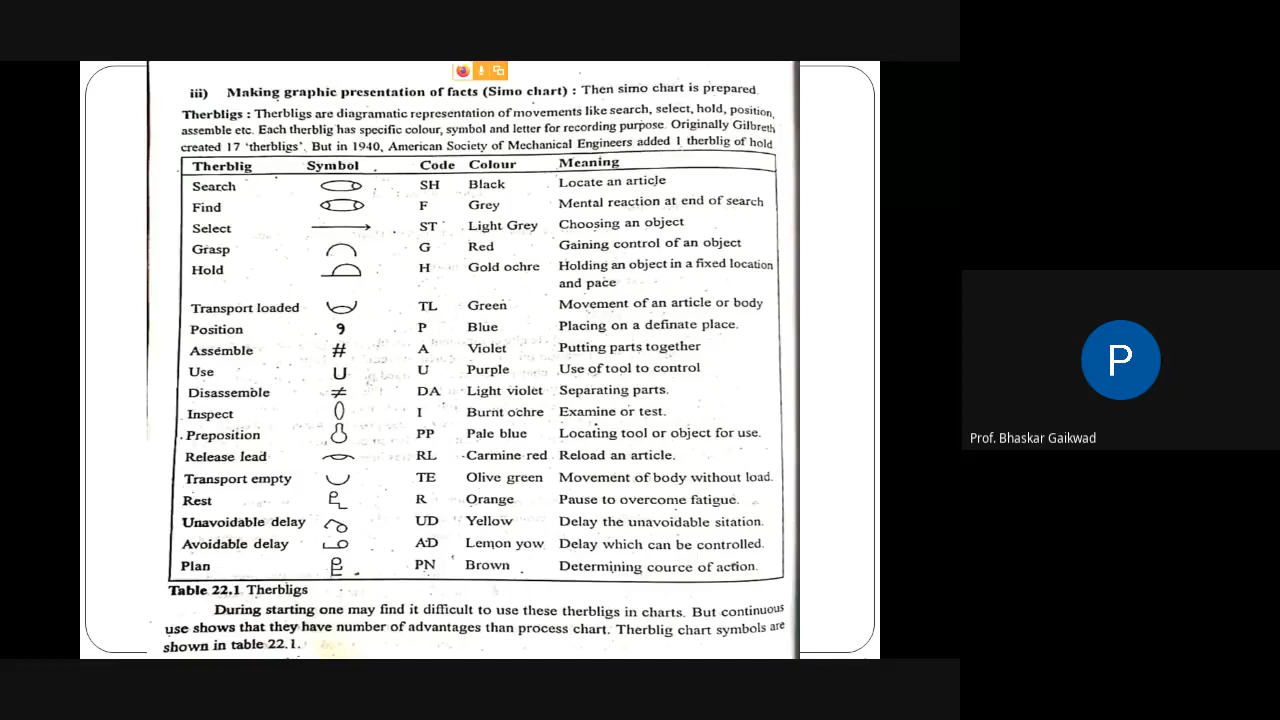 iii) Making graphic presentation of facts (Simo chart) : Then simo chart is prepared
Therbligs : Therbligs are diagramatic representation of movements like search, select, hold, position,
assemble etc. Each therblig has specific colour, symbol and letter for recording purpose. Originally Gilbreth
created 17 'therbligs'. But in 1940, American Society of Mechanical Engineers added 1 therblig of hold
Therblig Symbol Code Colour Meaning
Search SH Black Locate an article
Find F Grey Mental reaction at end of search
Select ST Light Grey Choosing an object
Grasp G Red Gaining control of an object
Hold H Gold ochre Holding an object in a fixed location
and pace
Transport loaded TL Green Movement of an article or body
Position 9 P Blue Placing on a definate place.
Assemble # A Violet Putting parts together
Use U U Purple Use of tool to control
Disassemble ≠ DA Light violet Separating parts.
Inspect I Burnt ochre Examine or test.
Preposition PP Pale blue Locating tool or object for use.
Release lead RL Carmine red Reload an article.
Transport empty TE Olive green Movement of body without load.
Rest R Orange Pause to overcome fatigue.
Unavoidable delay UD Yellow Delay the unavoidable sitation.
Avoidable delay AD Lemon yow Delay which can be controlled.
Plan PN Brown Determining cource of action.
Table 22.1 Therbligs
During starting one may find it difficult to use these therbligs in charts. But continuous
use shows that they have number of advantages than process chart. Therblig chart symbols are
shown in table 22.1.
P
Prof. Bhaskar Gaikwad